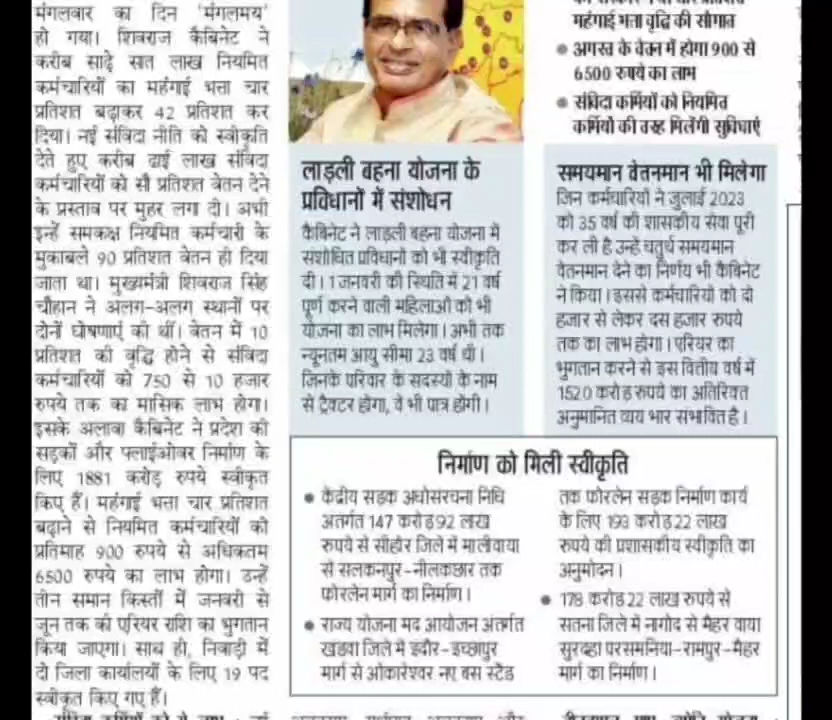 मंगलवार का दिन 'मंगलमय'
हो गया। शिवराज कैबिनेट ने
करीब साढ़े सात लाख नियमित
कर्मचारियों का महंगाई भत्ता चार
प्रतिशत बढ़ाकर 42 प्रतिशत कर
दिया। नई संविदा नीति को स्वीकृति
देते हुए करीब ढाई लाख संविदा
कर्मचारियों को सौ प्रतिशत वेतन देने
के प्रस्ताव पर मुहर लगा दी। अभी
इन्हें समकक्ष नियमित कर्मचारी के
मुकाबले 90 प्रतिशत वेतन ही दिया
जाता था। मुख्यमंत्री शिवराज सिंह
चौहान ने अलग-अलग स्थानों पर
दोनों घोषणाएं की थीं। वेतन में 10
प्रतिशत की वृद्धि होने से संविदा
कर्मचारियों को 750 से 10 हजार
रुपये तक का मासिक लाभ होगा।
इसके अलावा कैबिनेट ने प्रदेश की
सड़कों और फ्लाईओवर निर्माण के
लिए 1881 करोड़ रुपये स्वीकृत
किए हैं। महंगाई भत्ता चार प्रतिशत
बढ़ाने से नियमित कर्मचारियों को
प्रतिमाह 900 रुपये से अधिकतम
6500 रुपये का लाभ होगा। उन्हें
तीन समान किस्तों में जनवरी से
जून तक की एरियर राशि का भुगतान
किया जाएगा। साथ ही, निवाड़ी में
दो जिला कार्यालयों के लिए 19 पद
स्वीकृत किए गए हैं।
महंगाई भत्ता वृद्धि की सौगात
● अगस्त के वेतन में होगा 900 से
6500 रुपये का लाभ
● संविदा कर्मियों को नियमित
कर्मियों की तरह मिलेंगी सुविधाएं
लाड़ली बहना योजना के
प्रविधानों में संशोधन
कैबिनेट ने लाड़ली बहना योजना में
संशोधित प्रविधानों को भी स्वीकृति
दी। 1 जनवरी की स्थिति में 21 वर्ष
पूर्ण करने वाली महिलाओं को भी
योजना का लाभ मिलेगा। अभी तक
न्यूनतम आयु सीमा 23 वर्ष थी।
जिनके परिवार के सदस्यों के नाम
से ट्रैक्टर होगा, वे भी पात्र होंगी।
समयमान वेतनमान भी मिलेगा
जिन कर्मचारियों ने जुलाई 2023
को 35 वर्ष की शासकीय सेवा पूरी
कर ली है उन्हें चतुर्थ समयमान
वेतनमान देने का निर्णय भी कैबिनेट
ने किया। इससे कर्मचारियों को दो
हजार से लेकर दस हजार रुपये
तक का लाभ होगा। एरियर का
भुगतान करने से इस वित्तीय वर्ष में
1520 करोड़ रुपये का अतिरिक्त
अनुमानित व्यय भार संभावित है।
निर्माण को मिली स्वीकृति
● केंद्रीय सड़क अधोसंरचना निधि
अंतर्गत 147 करोड़ 92 लाख
रुपये से सीहोर जिले में मालीवाया
से सलकनपुर-नीलकछार तक
फोरलेन मार्ग का निर्माण।
● राज्य योजना मद आयोजन अंतर्गत
खंडवा जिले में इंदौर-इच्छापुर
मार्ग से ओंकारेश्वर नए बस स्टैंड
तक फोरलेन सड़क निर्माण कार्य
के लिए 193 करोड़ 22 लाख
रुपये की प्रशासकीय स्वीकृति का
अनुमोदन।
● 178 करोड़ 22 लाख रुपये से
सतना जिले में नागोद से मैहर वाया
सुरदहा परसमनिया-रामपुर-मैहर
मार्ग का निर्माण।